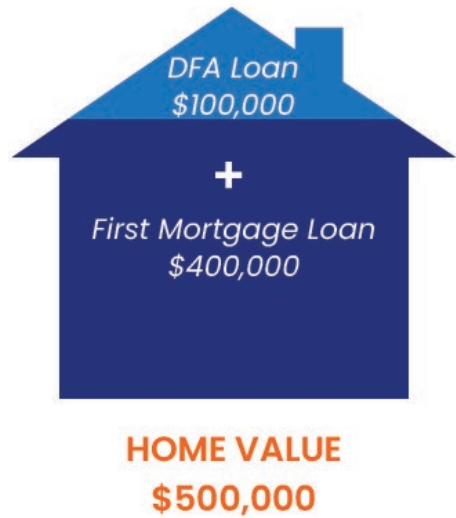 DFA Loan
$100,000
+
First Mortgage Loan
$400,000
HOME VALUE
$500,000